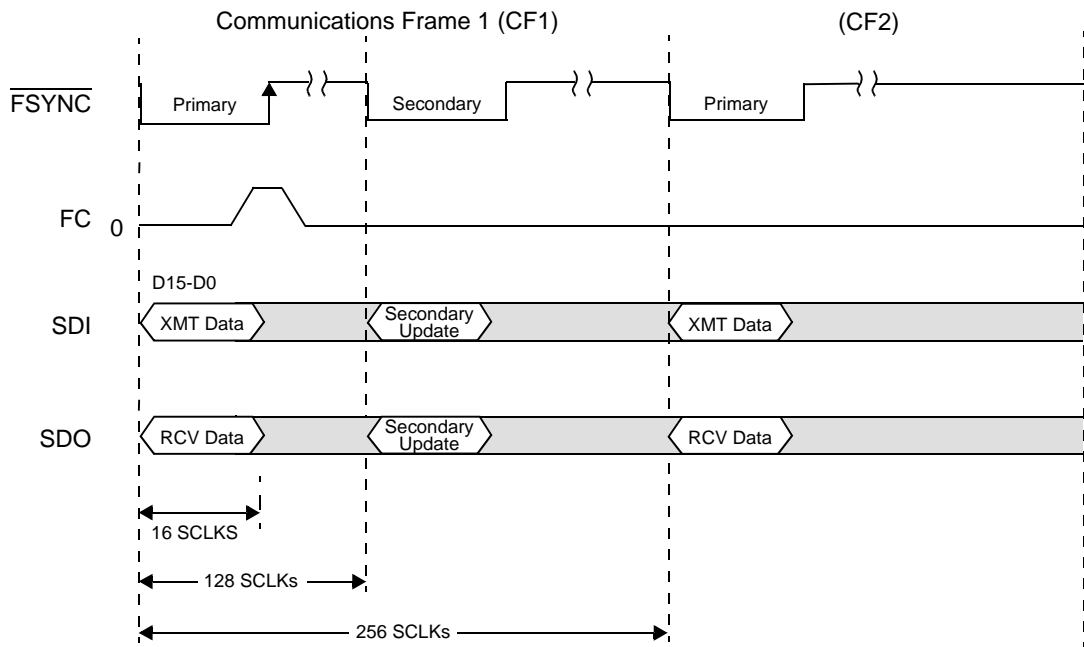 Communications Frame 1 (CF1)
(CF2)
FSYNC
Primary
Secondary
Primary
FC
0
D15-D0
SDI
XMT Data
Secondary
Update
XMT Data
SDO
RCV Data
Secondary
Update
RCV Data
16 SCLKS
128 SCLKs
256 SCLKs